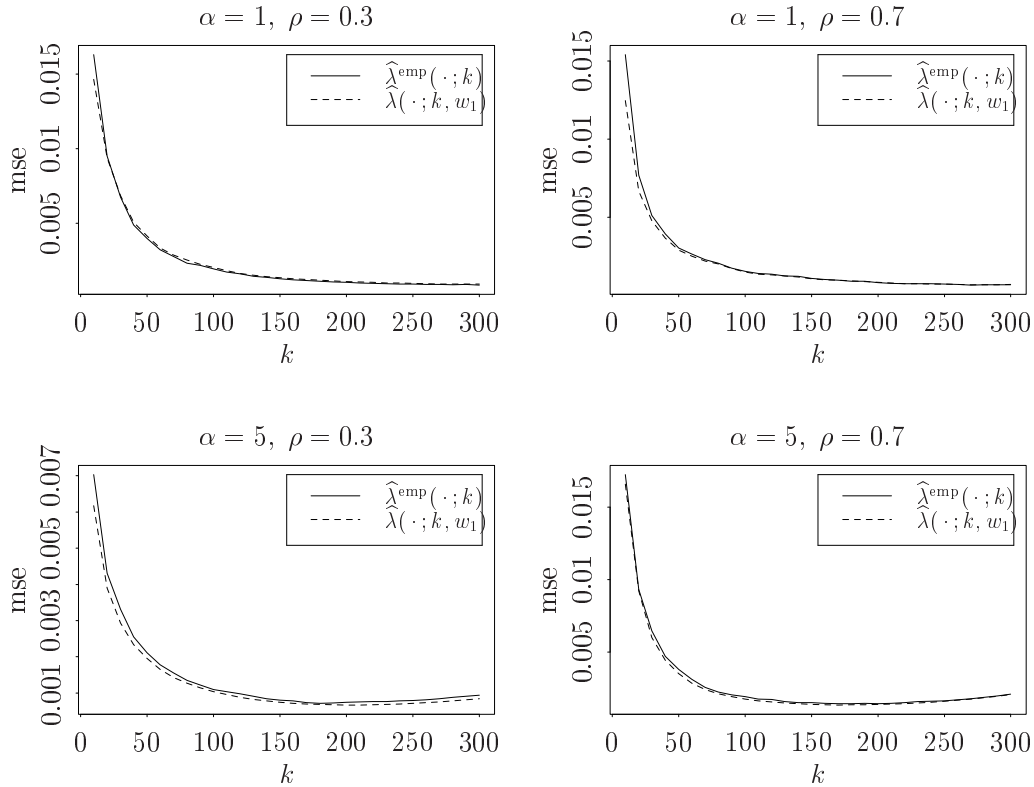 α = 1, ρ = 0.3
mse
0.005 0.01 0.015
λ̂^emp(·;k)
λ̂(·;k, w₁)
0 50 100 150 200 250 300
k
α = 1, ρ = 0.7
mse
0.005 0.01 0.015
λ̂^emp(·;k)
λ̂(·;k, w₁)
0 50 100 150 200 250 300
k
α = 5, ρ = 0.3
mse
0.001 0.003 0.005 0.007
λ̂^emp(·;k)
λ̂(·;k, w₁)
0 50 100 150 200 250 300
k
α = 5, ρ = 0.7
mse
0.005 0.01 0.015
λ̂^emp(·;k)
λ̂(·;k, w₁)
0 50 100 150 200 250 300
k